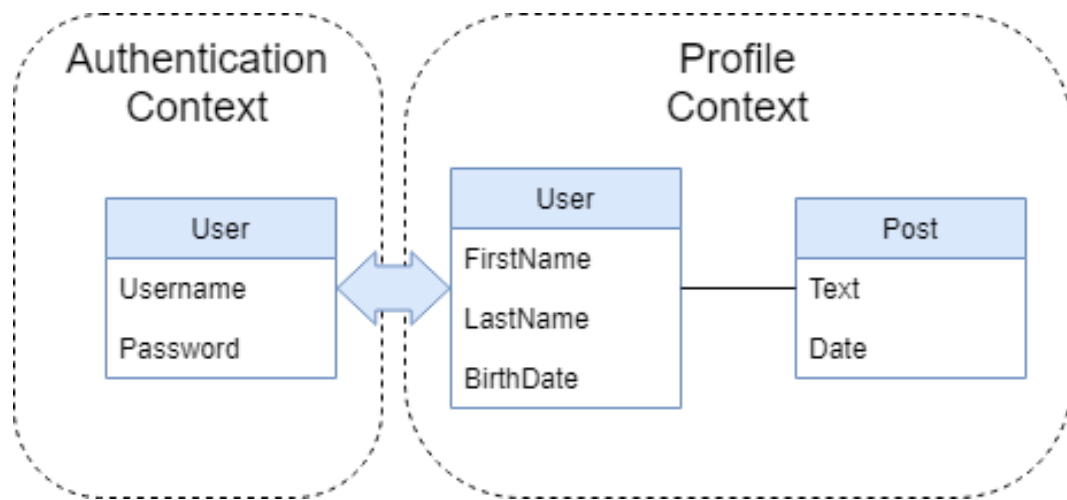 Authentication
Context
Profile
Context
User
Username
Password
User
FirstName
LastName
BirthDate
Post
Text
Date